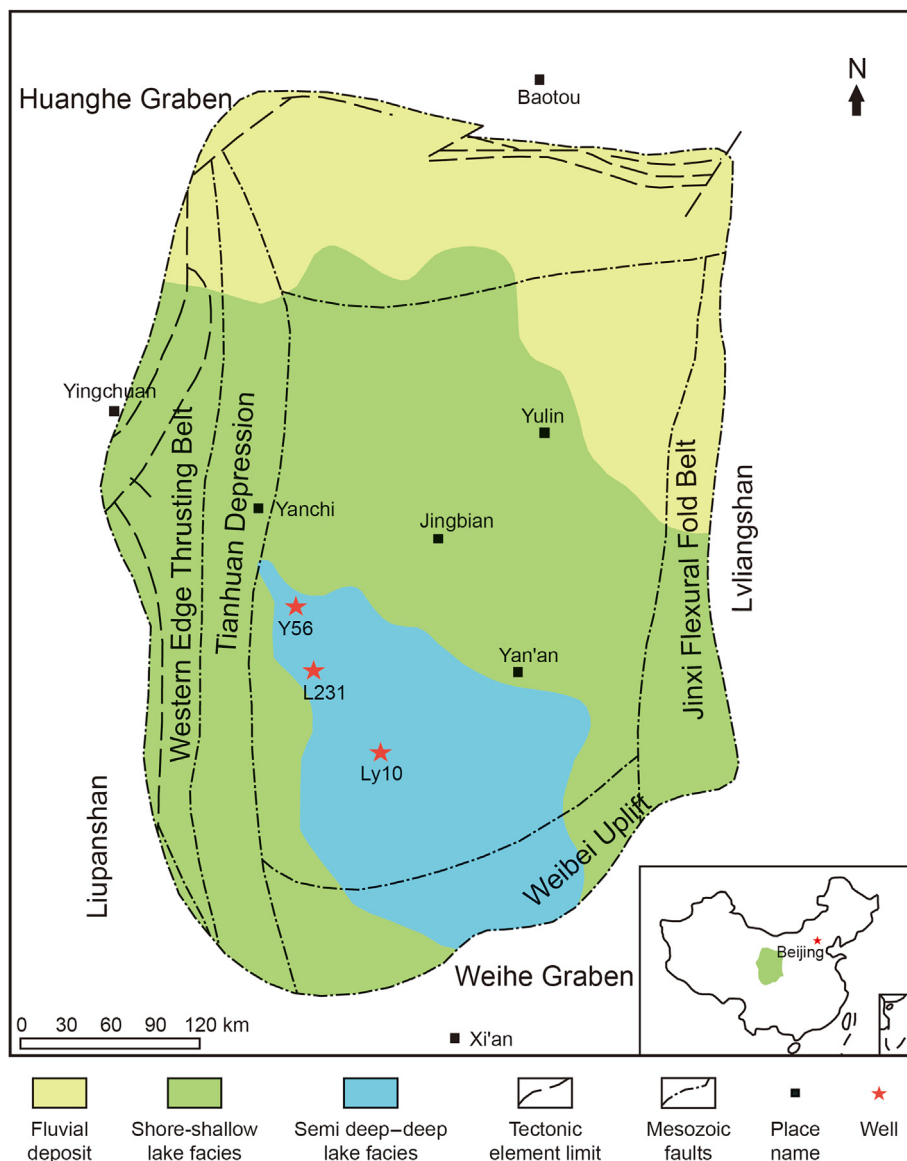 Huanghe Graben
Baotou
N
Yingchuan
Yulin
Western Edge Thrusting Belt
Tianhuan Depression
Yanchi
Jingbian
Jinxi Flexural Fold Belt
Lvliangshan
Y56
L231
Yan'an
Ly10
Liupanshan
Weibei Uplift
Weihe Graben
Beijing
0 30 60 90 120 km
Xi'an
Fluvial
deposit
Shore-shallow
lake facies
Semi deep–deep
lake facies
Tectonic
element limit
Mesozoic
faults
Place
name
Well